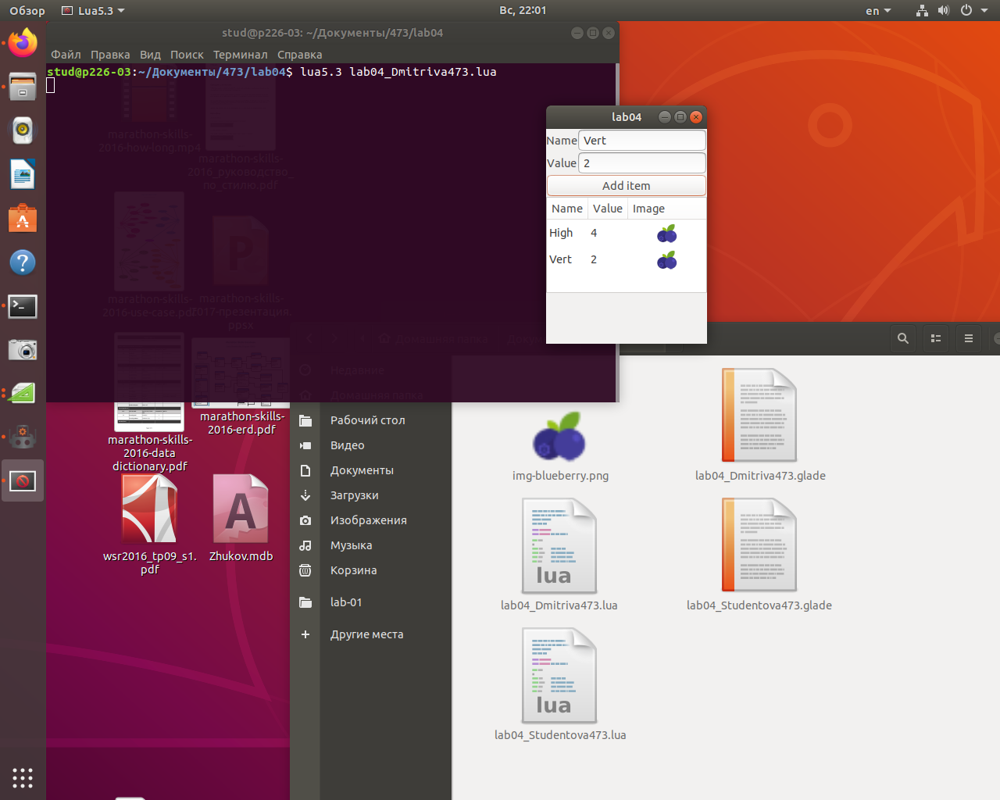 Обзор
Lua5.3
Вс, 22:01
en
stud@p226-03: ~/Документы/473/lab04
Файл Правка Вид Поиск Терминал Справка
stud@p226-03:~/Документы/473/lab04$ lua5.3 lab04_Dmitriva473.lua
marathon-skills-
2016-how-long.mp4
marathon-skills-
2016_руководство_
по_стилю.pdf
marathon-skills-
2016-use-case.pdf
marathon-skills-
2017-презентация.
ppsx
marathon-skills-
2016-data
dictionary.pdf
marathon-skills-
2016-erd.pdf
wsr2016_tp09_s1.
pdf
Zhukov.mdb
lab04
Name Vert
Value 2
Add item
Name Value Image
High 4
Vert 2
Домашняя папка
Недавние
Домашняя папка
Рабочий стол
Видео
Документы
Загрузки
Изображения
Музыка
Корзина
lab-01
Другие места
img-blueberry.png
lab04_Dmitriva473.glade
lua
lab04_Dmitriva473.lua
lab04_Studentova473.glade
lua
lab04_Studentova473.lua